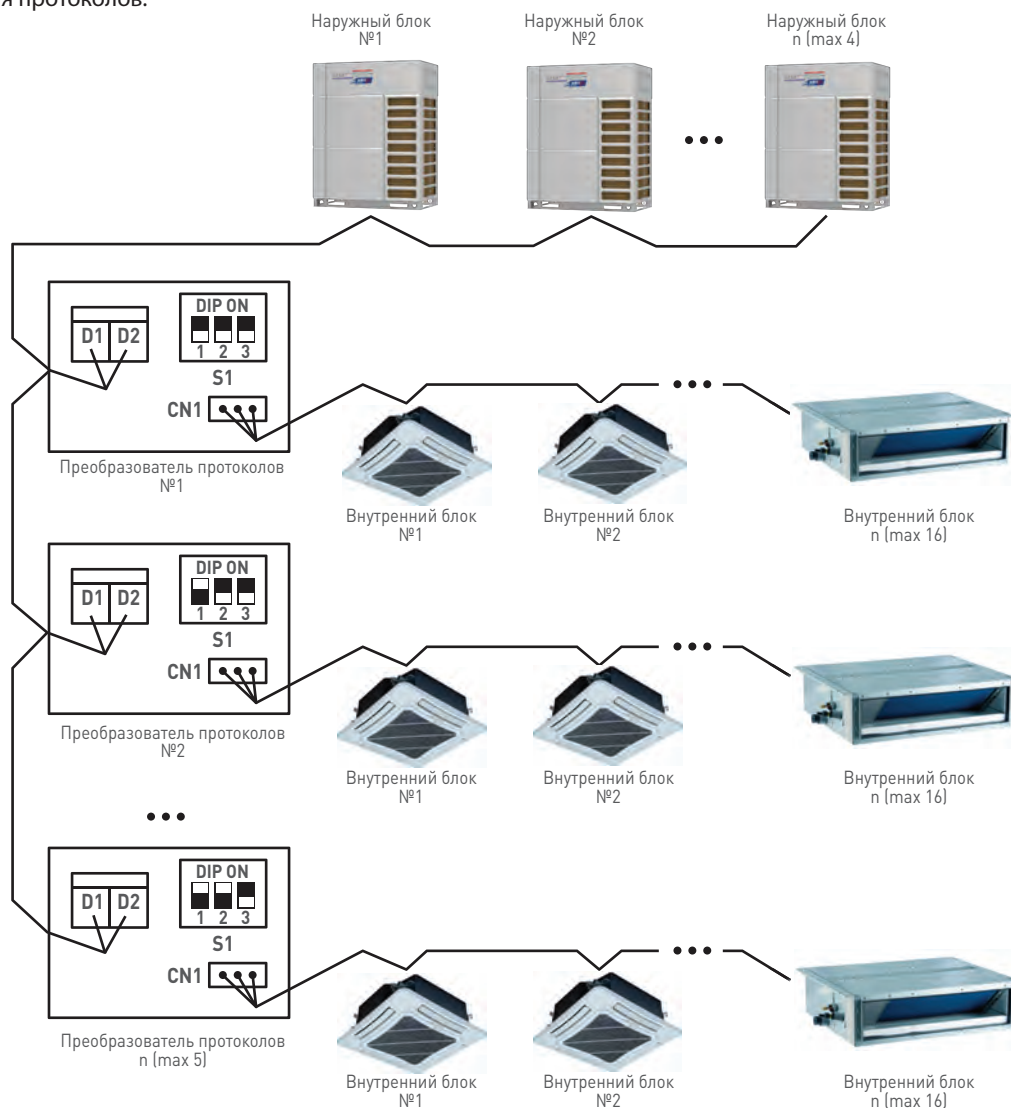 я протоколов.
Наружный блок
№1
Наружный блок
№2
Наружный блок
n (max 4)
D1 D2
DIP ON
1 2 3
S1
CN1
Преобразователь протоколов
№1
Внутренний блок
№1
Внутренний блок
№2
Внутренний блок
n (max 16)
D1 D2
DIP ON
1 2 3
S1
CN1
Преобразователь протоколов
№2
Внутренний блок
№1
Внутренний блок
№2
Внутренний блок
n (max 16)
D1 D2
DIP ON
1 2 3
S1
CN1
Преобразователь протоколов
n (max 5)
Внутренний блок
№1
Внутренний блок
№2
Внутренний блок
n (max 16)